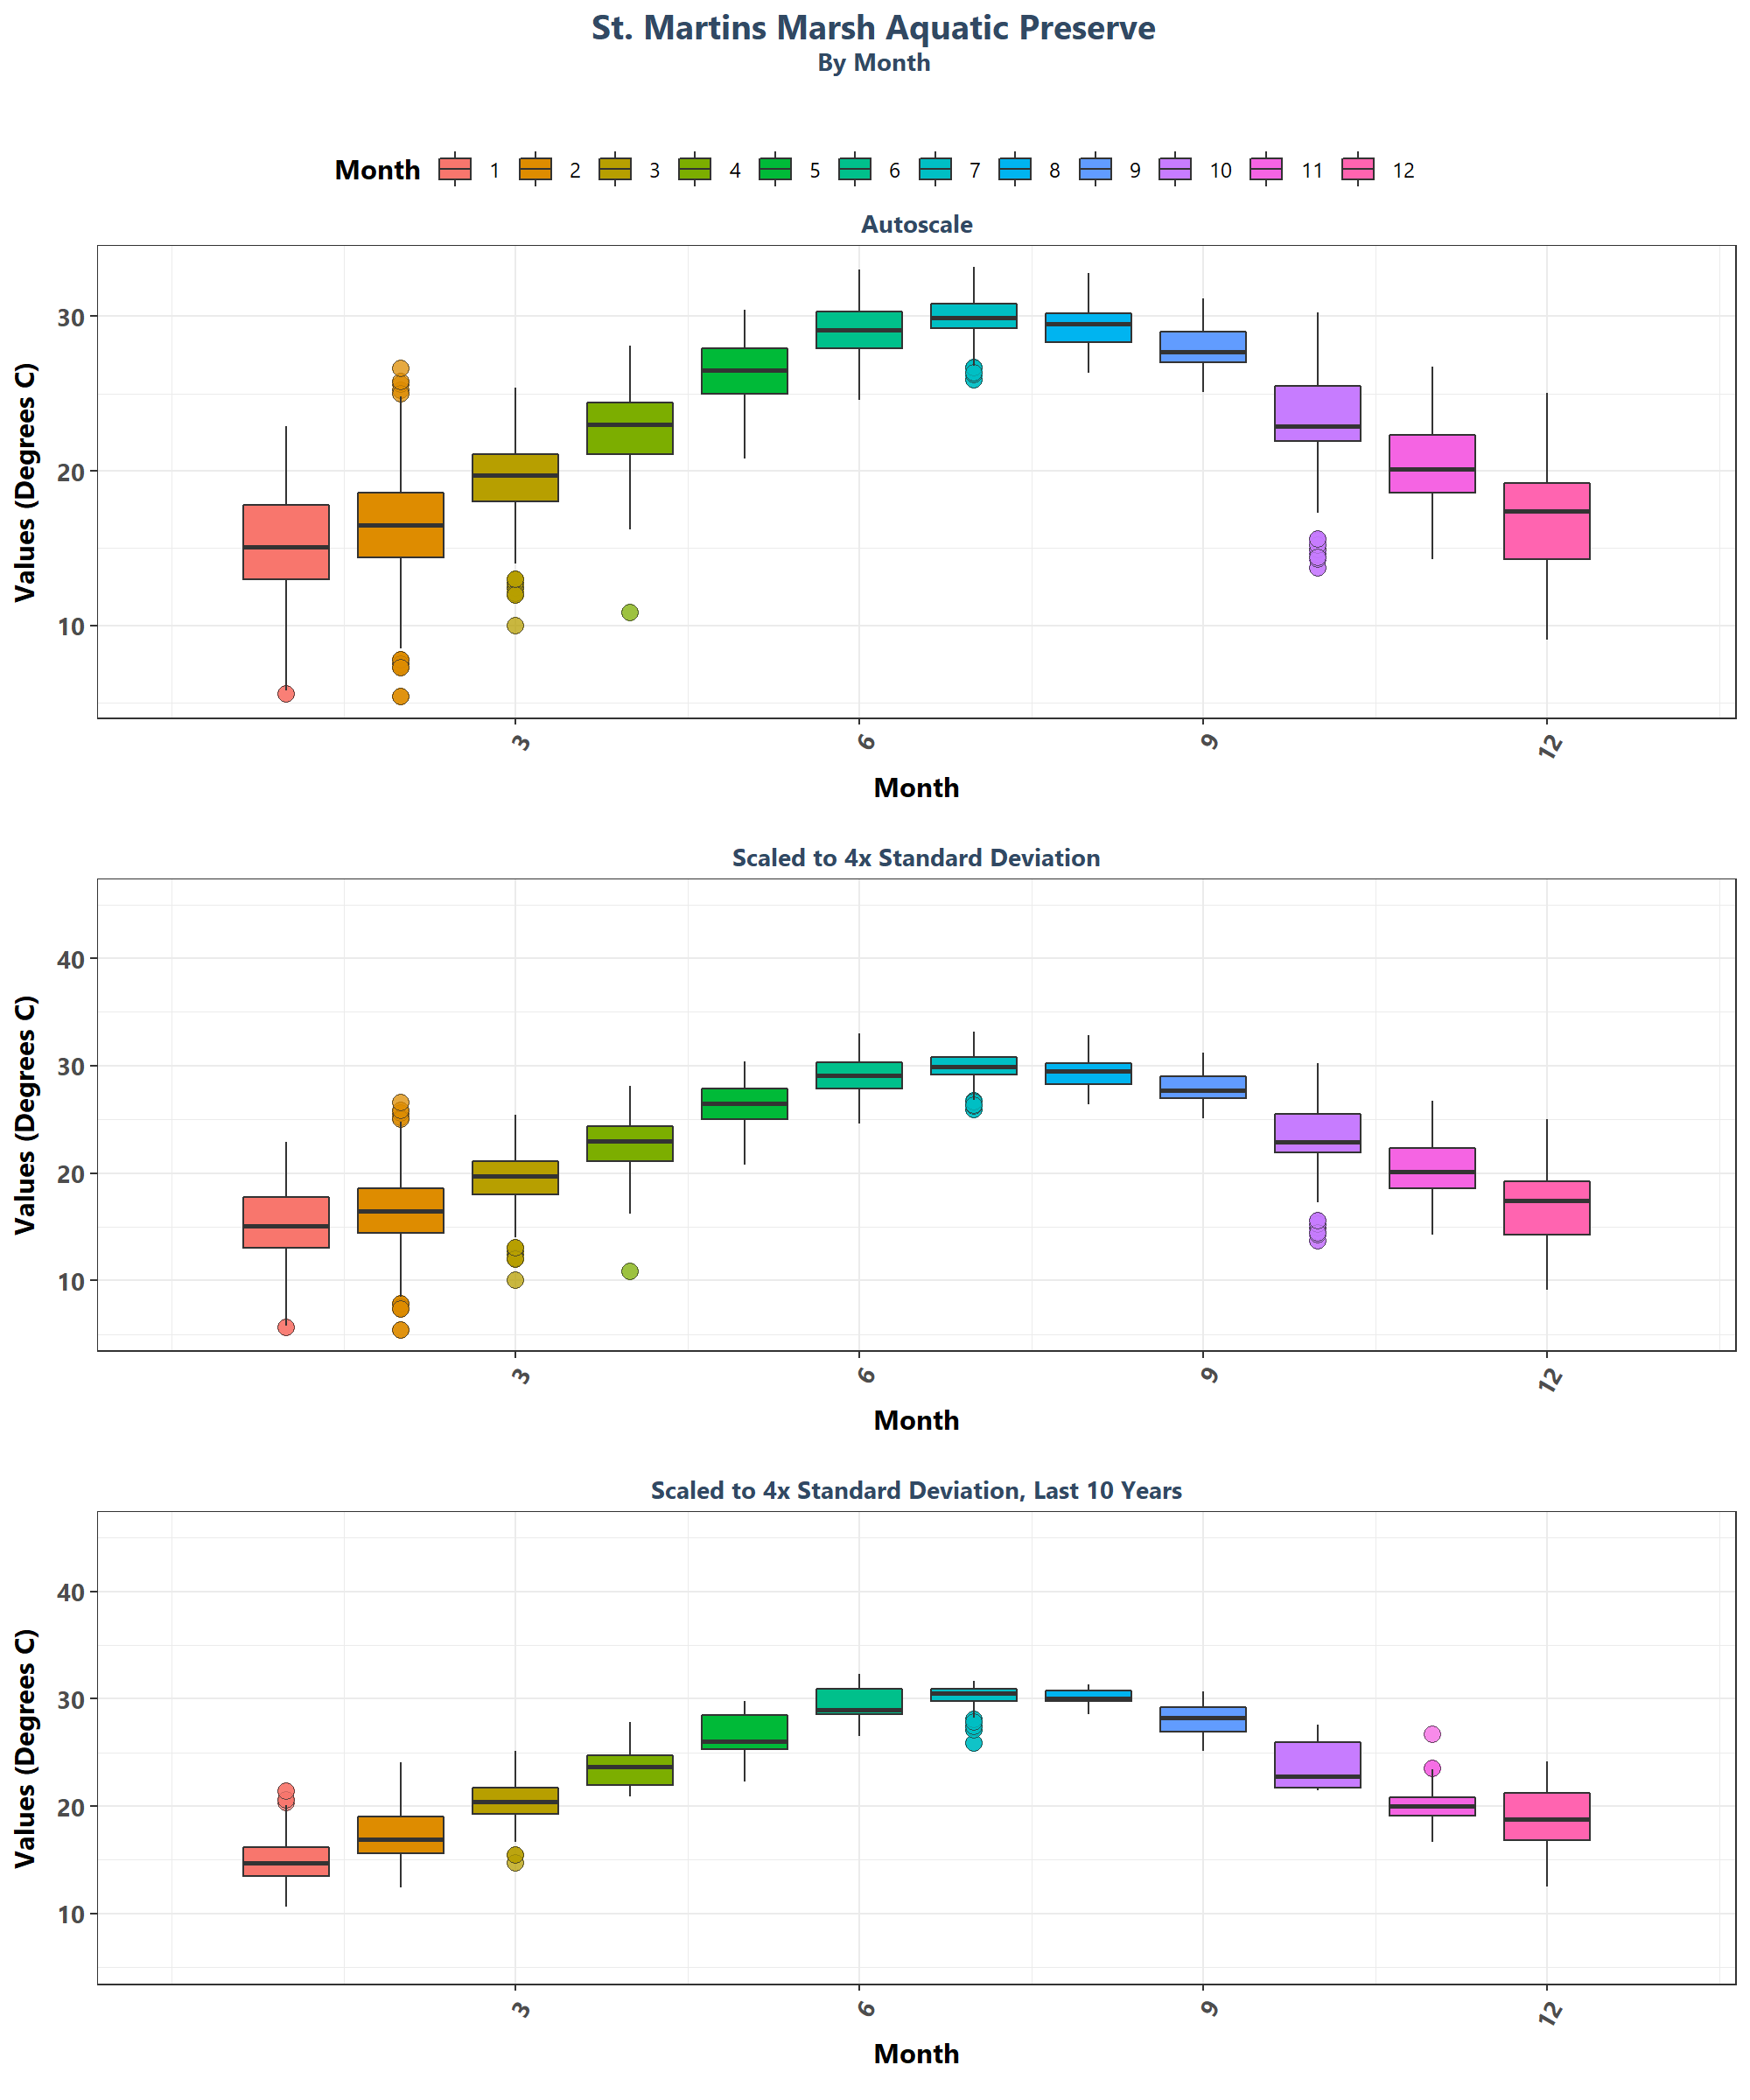 St. Martins Marsh Aquatic Preserve
By Month
Month 1 2 3 4 5 6 7 8 9 10 11 12
Autoscale
Values (Degrees C)
30
20
10
3 6 9 12
Month
Scaled to 4x Standard Deviation
Values (Degrees C)
40
30
20
10
3 6 9 12
Month
Scaled to 4x Standard Deviation, Last 10 Years
Values (Degrees C)
40
30
20
10
3 6 9 12
Month